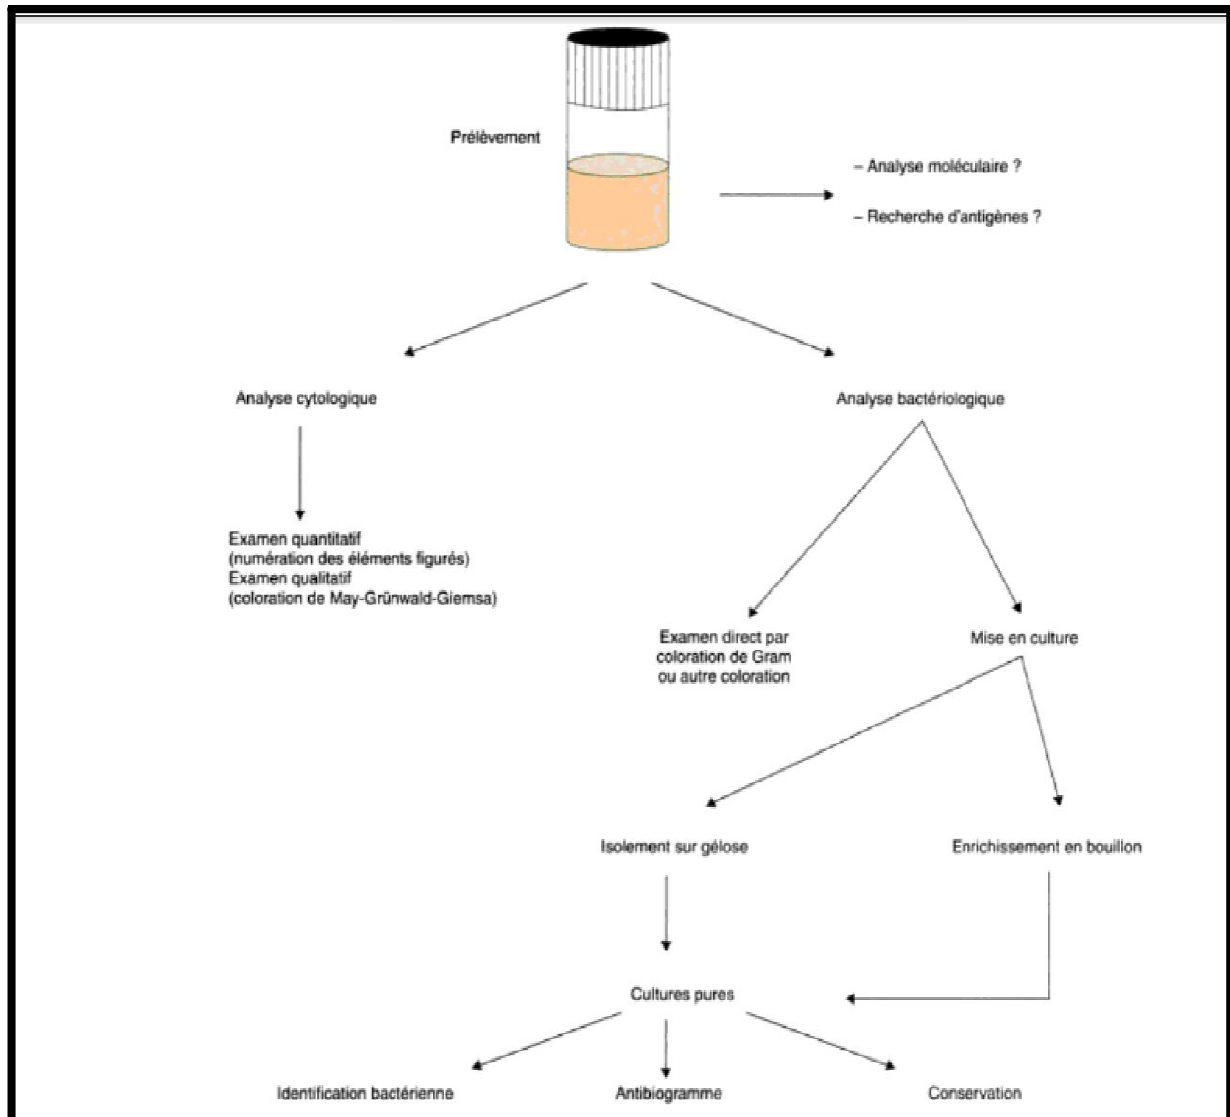 Prélèvement
– Analyse moléculaire ?
– Recherche d'antigènes ?
Analyse cytologique
Analyse bactériologique
Examen quantitatif
(numération des éléments figurés)
Examen qualitatif
(coloration de May-Grünwald-Giemsa)
Examen direct par
coloration de Gram
ou autre coloration
Mise en culture
Isolement sur gélose
Enrichissement en bouillon
Cultures pures
Identification bactérienne
Antibiogramme
Conservation